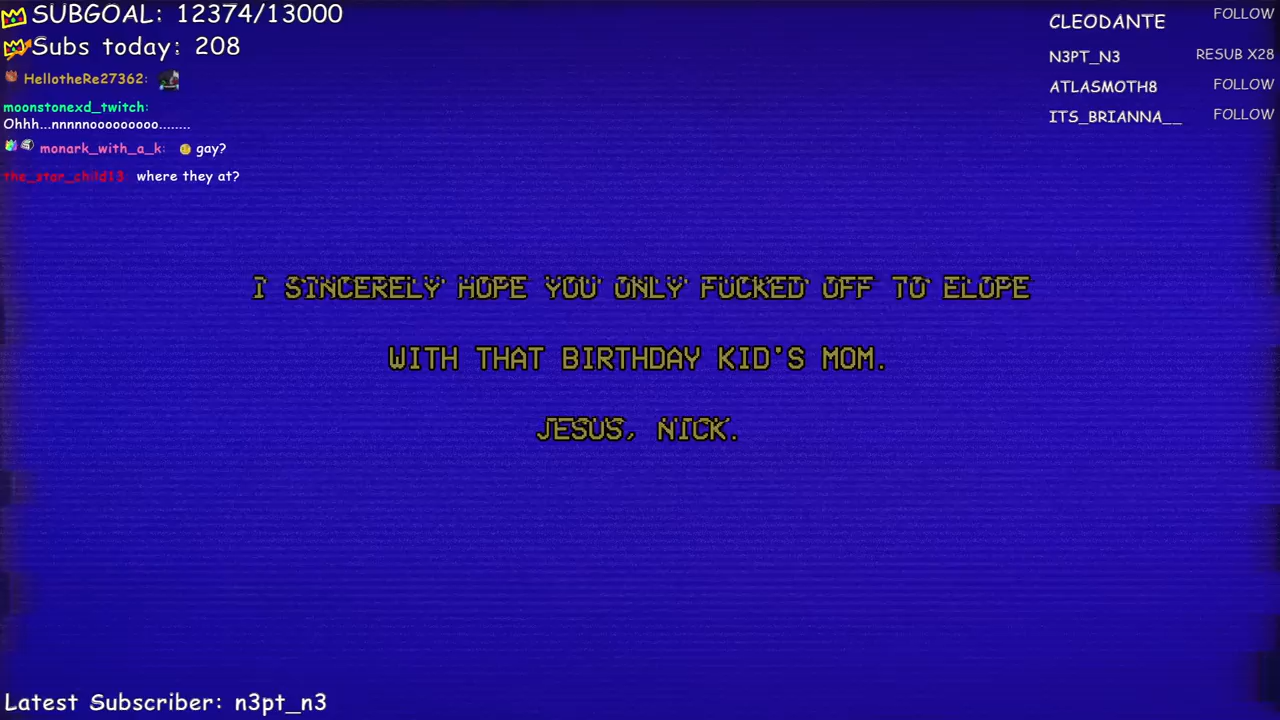 SUBGOAL: 12374/13000
Subs today: 208
HellotheRe27362:
moonstonexd_twitch:
Ohhh...nnnnnooooooooo........
monark_with_a_k: gay?
the_star_child13 where they at?
CLEODANTE FOLLOW
N3PT_N3 RESUB X28
ATLASMOTH8 FOLLOW
ITS_BRIANNA__ FOLLOW
I SINCERELY HOPE YOU ONLY FUCKED OFF TO ELOPE
WITH THAT BIRTHDAY KID'S MOM.
JESUS, NICK.
Latest Subscriber: n3pt_n3